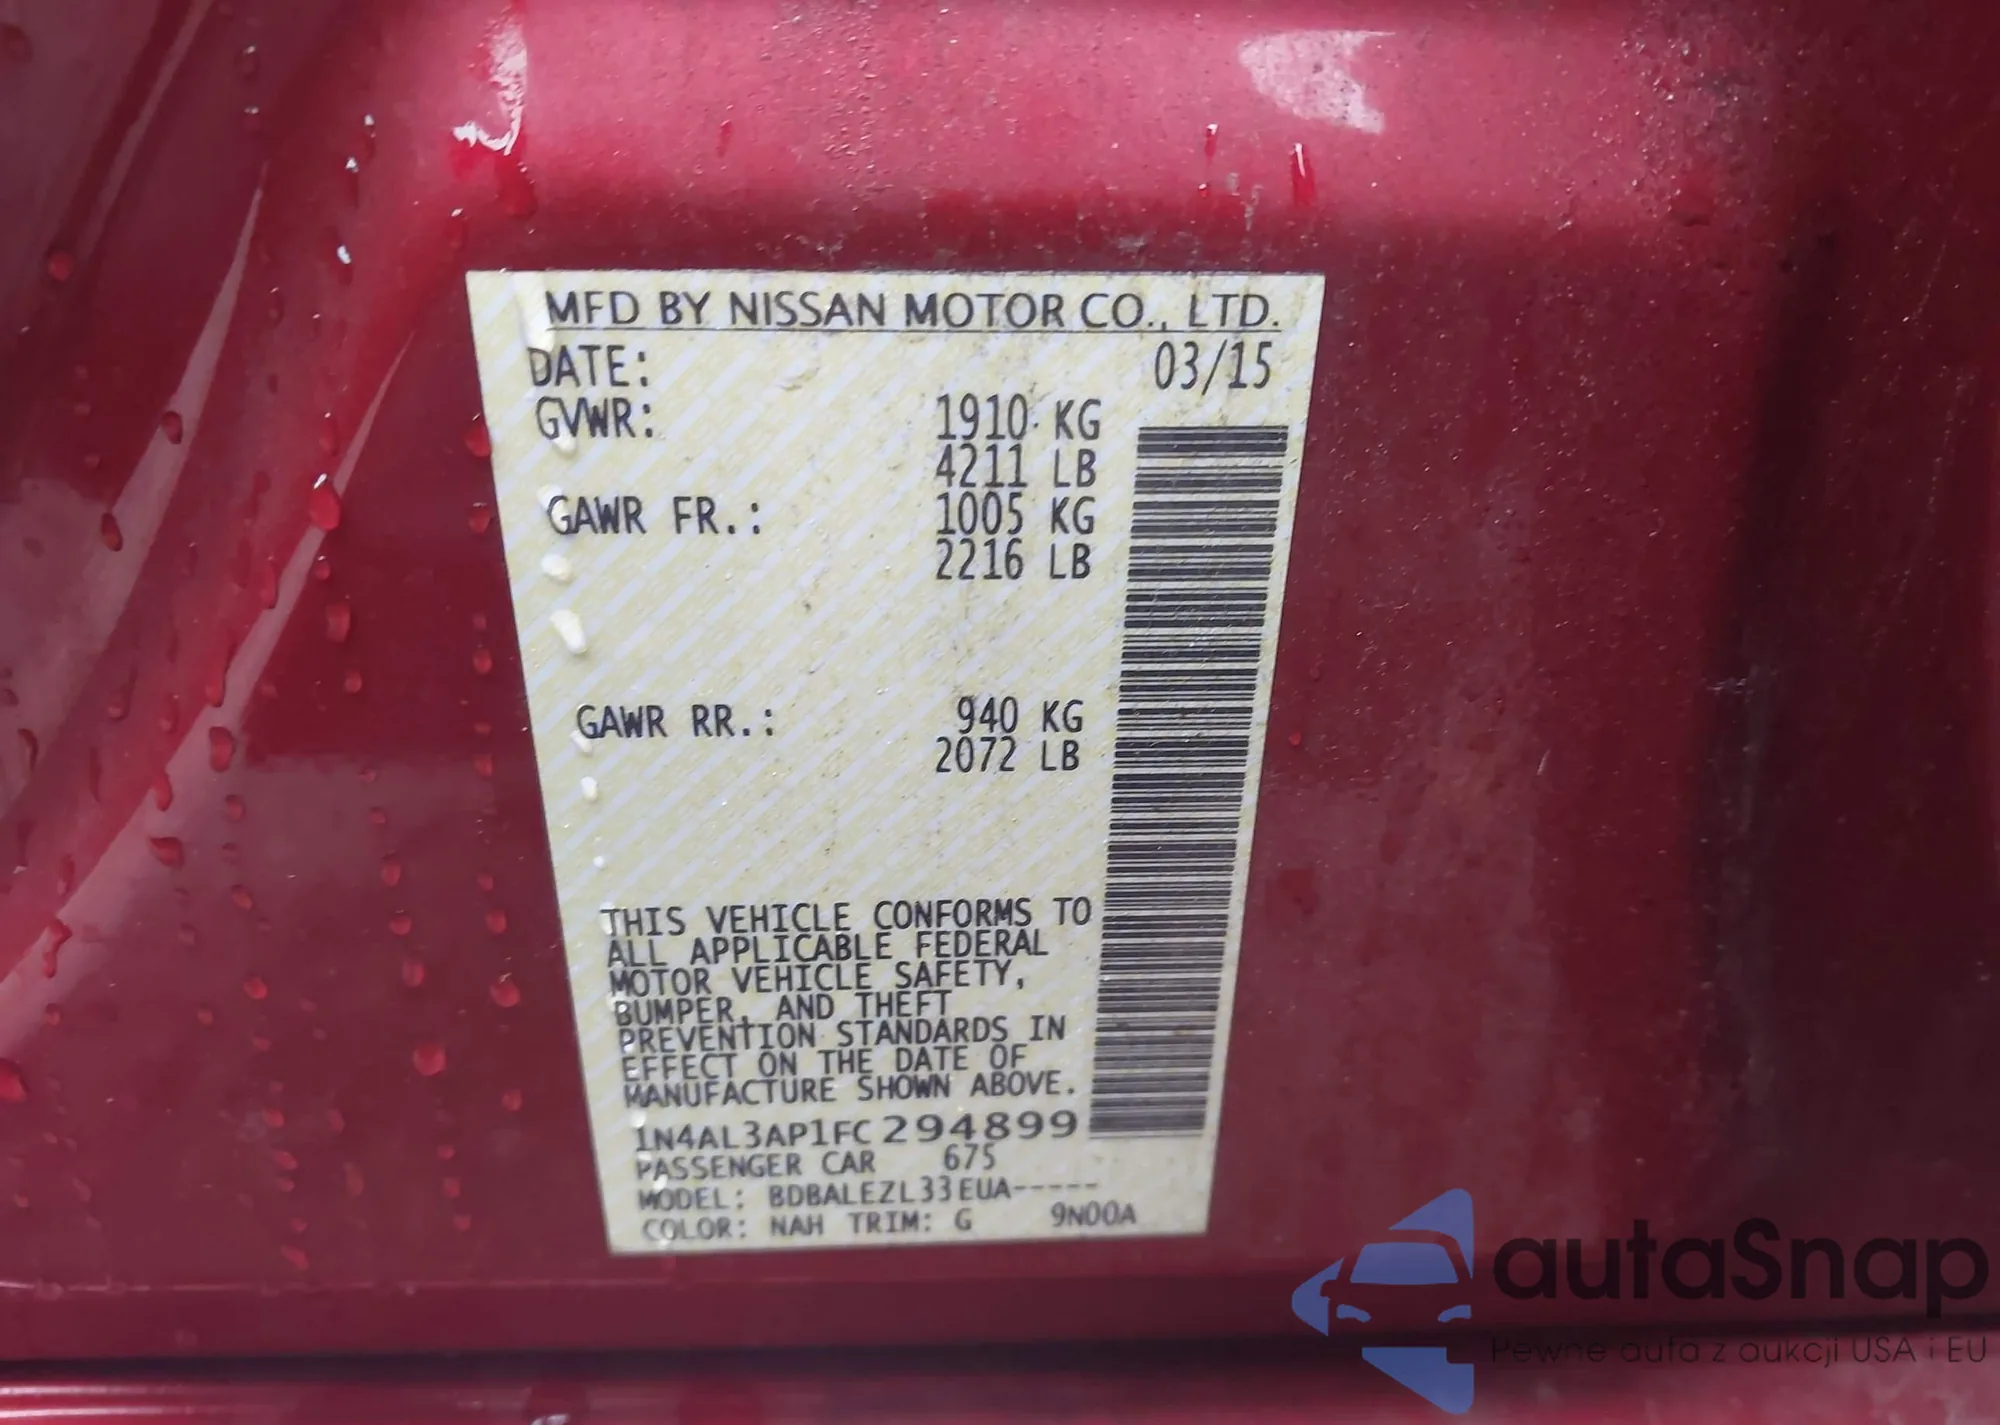 MFD BY NISSAN MOTOR CO., LTD.
DATE: 03/15
GVWR: 1910 KG
4211 LB
GAWR FR.: 1005 KG
2216 LB
GAWR RR.: 940 KG
2072 LB
THIS VEHICLE CONFORMS TO
ALL APPLICABLE FEDERAL
MOTOR VEHICLE SAFETY,
BUMPER, AND THEFT
PREVENTION STANDARDS IN
EFFECT ON THE DATE OF
MANUFACTURE SHOWN ABOVE.
1N4AL3AP1FC294899
PASSENGER CAR 675
MODEL: BDBALEZL33EUA-----
COLOR: NAH TRIM: G 9N00A
autaSnap
Pewne auta z aukcji USA i EU